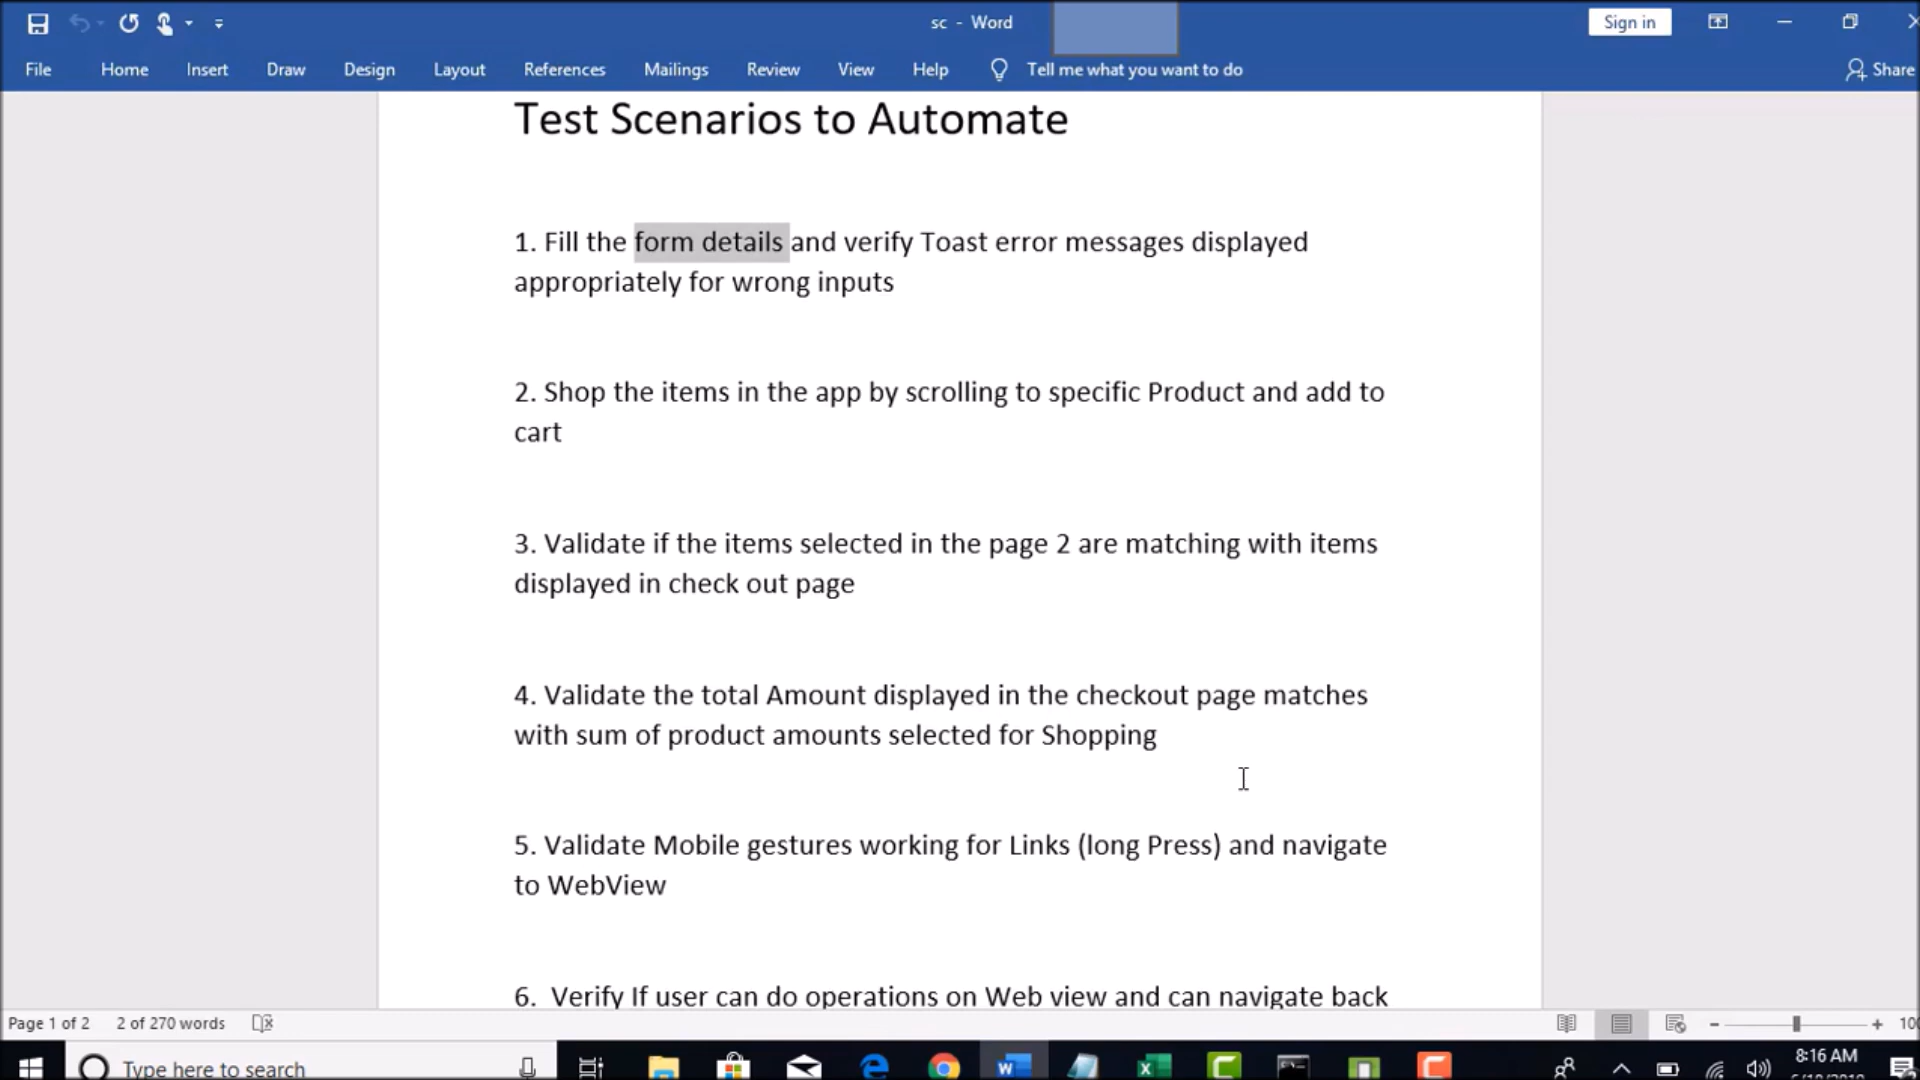 sc - Word
Sign in
File Home Insert Draw Design Layout References Mailings Review View Help Tell me what you want to do Share
Test Scenarios to Automate
1. Fill the form details and verify Toast error messages displayed
appropriately for wrong inputs
2. Shop the items in the app by scrolling to specific Product and add to
cart
3. Validate if the items selected in the page 2 are matching with items
displayed in check out page
4. Validate the total Amount displayed in the checkout page matches
with sum of product amounts selected for Shopping
5. Validate Mobile gestures working for Links (long Press) and navigate
to WebView
6. Verify If user can do operations on Web view and can navigate back
Page 1 of 2 2 of 270 words
Type here to search
8:16 AM